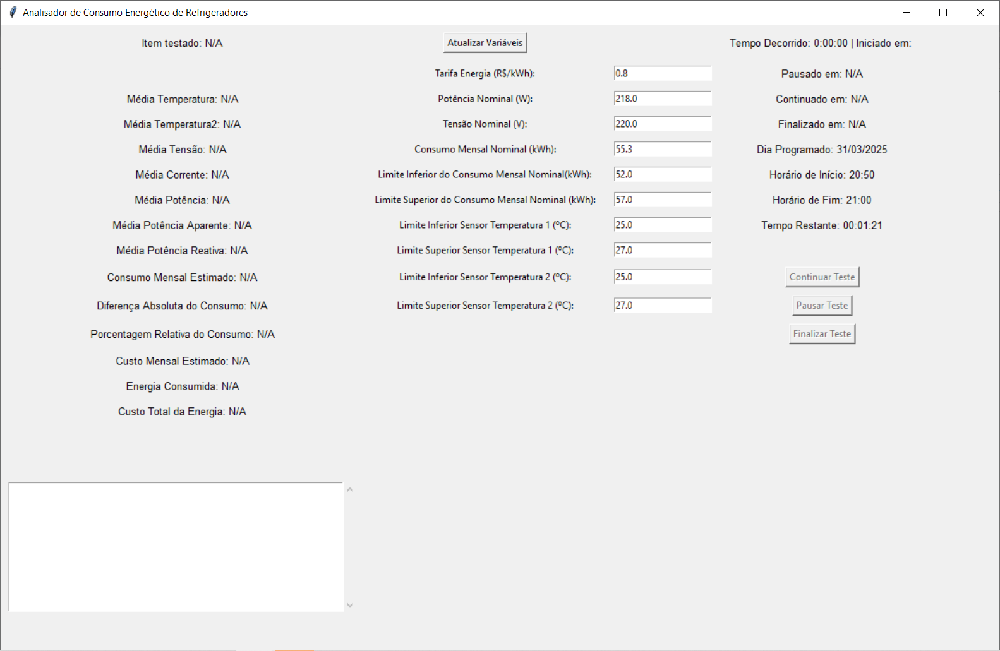 Analisador de Consumo Energético de Refrigeradores
Item testado: N/A
Média Temperatura: N/A
Média Temperatura2: N/A
Média Tensão: N/A
Média Corrente: N/A
Média Potência: N/A
Média Potência Aparente: N/A
Média Potência Reativa: N/A
Consumo Mensal Estimado: N/A
Diferença Absoluta do Consumo: N/A
Porcentagem Relativa do Consumo: N/A
Custo Mensal Estimado: N/A
Energia Consumida: N/A
Custo Total da Energia: N/A
Atualizar Variáveis
Tarifa Energia (R$/kWh): 0.8
Potência Nominal (W): 218.0
Tensão Nominal (V): 220.0
Consumo Mensal Nominal (kWh): 55.3
Limite Inferior do Consumo Mensal Nominal(kWh): 52.0
Limite Superior do Consumo Mensal Nominal (kWh): 57.0
Limite Inferior Sensor Temperatura 1 (ºC): 25.0
Limite Superior Sensor Temperatura 1 (ºC): 27.0
Limite Inferior Sensor Temperatura 2 (ºC): 25.0
Limite Superior Sensor Temperatura 2 (ºC): 27.0
Tempo Decorrido: 0:00:00 | Iniciado em:
Pausado em: N/A
Continuado em: N/A
Finalizado em: N/A
Dia Programado: 31/03/2025
Horário de Início: 20:50
Horário de Fim: 21:00
Tempo Restante: 00:01:21
Continuar Teste
Pausar Teste
Finalizar Teste